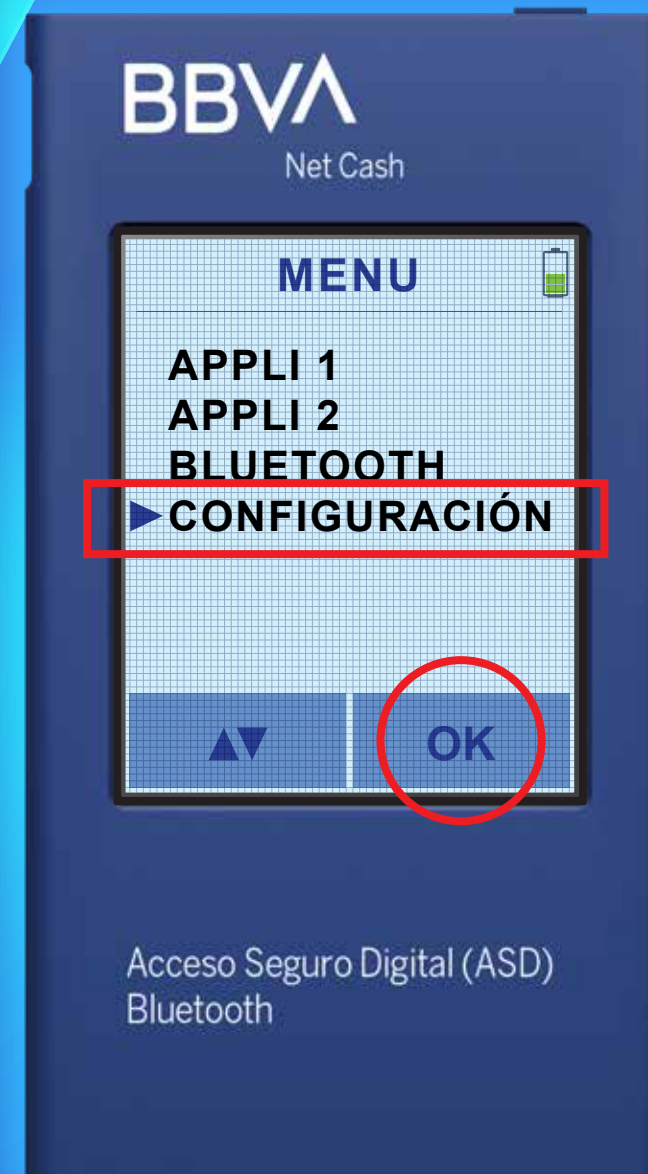 BBVA
Net Cash
MENU
APPLI 1
APPLI 2
BLUETOOTH
CONFIGURACIÓN
OK
Acceso Seguro Digital (ASD)
Bluetooth